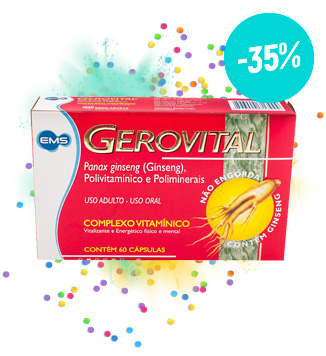 -35%
EMS
GEROVITAL
Panax ginseng (Ginseng),
Polivitamínico e Poliminerais
USO ADULTO - USO ORAL
COMPLEXO VITAMÍNICO
Vitalizante e Energético físico e mental
CONTÉM 60 CÁPSULAS
NÃO ENGORDA
CONTÉM GINSENG